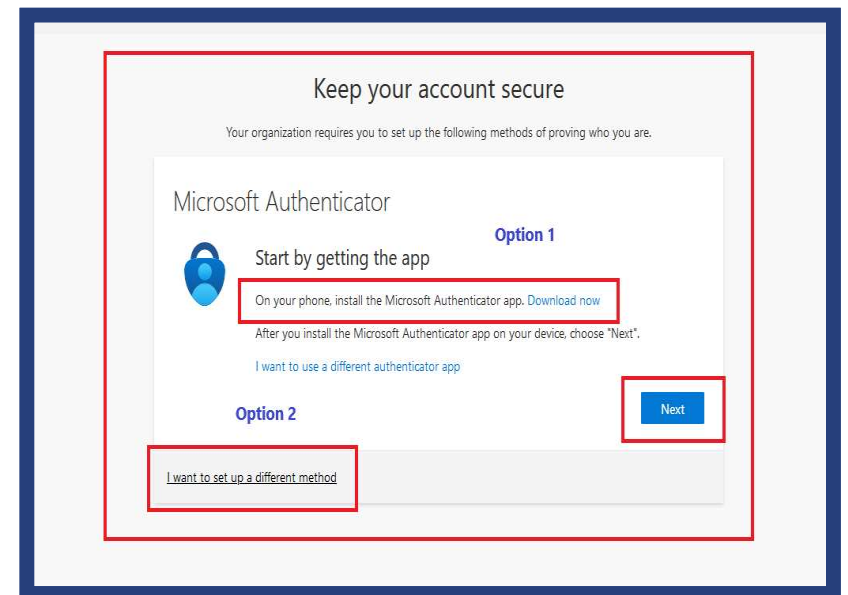 Keep your account secure
Your organization requires you to set up the following methods of proving who you are.
Microsoft Authenticator
Option 1
Start by getting the app
On your phone, install the Microsoft Authenticator app. Download now
After you install the Microsoft Authenticator app on your device, choose "Next".
I want to use a different authenticator app
Option 2
Next
I want to set up a different method